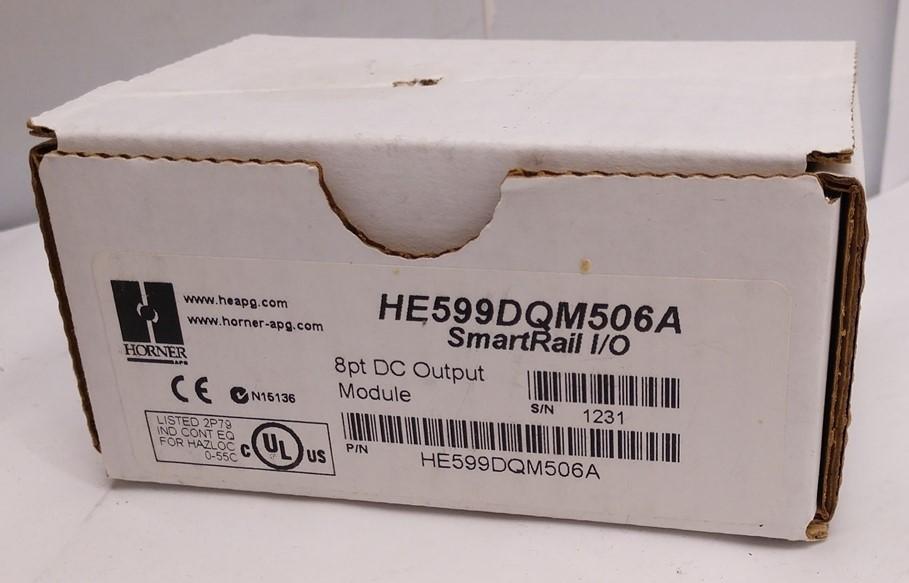 www.heapg.com
www.horner-apg.com
HORNER
APG
HE599DQM506A
SmartRail I/O
8pt DC Output
Module
S/N 1231
CE N15136
LISTED 2P79
IND CONT EQ
FOR HAZLOC
0-55C
C UL US
P/N
HE599DQM506A